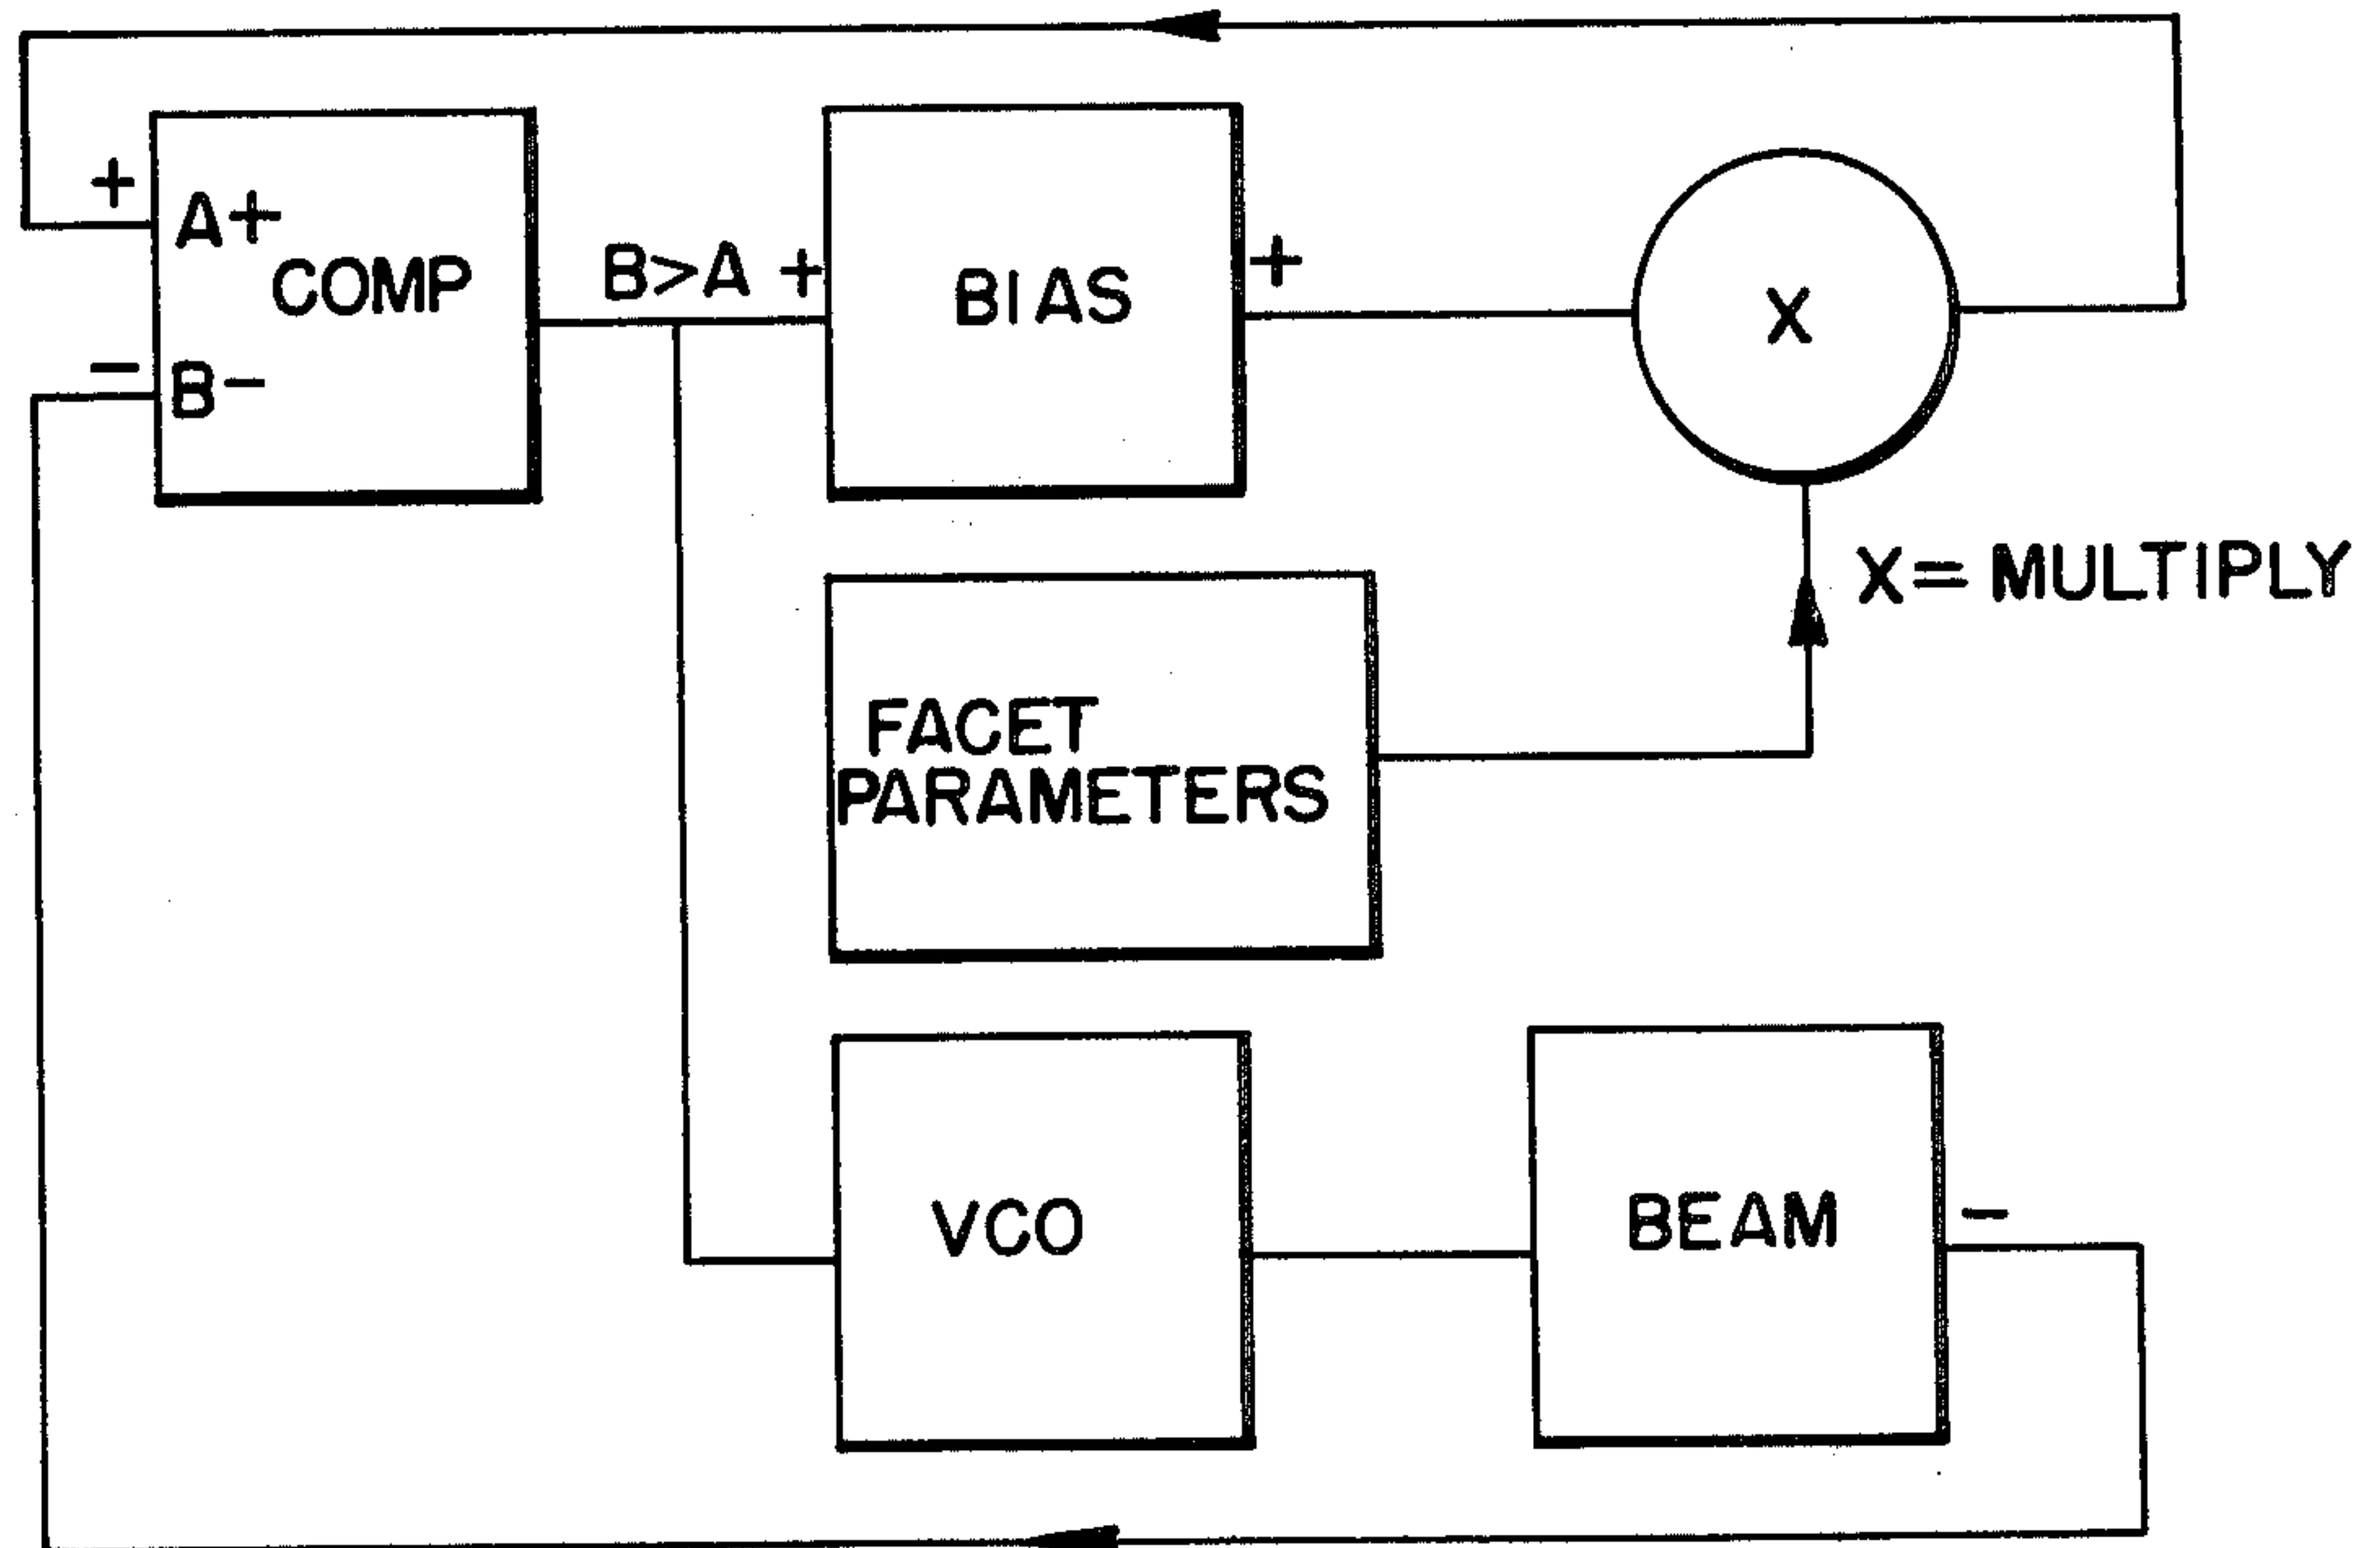 +
A+
COMP
-
B-
B>A +
BIAS
+
X
X = MULTIPLY
FACET
PARAMETERS
VCO
BEAM
-